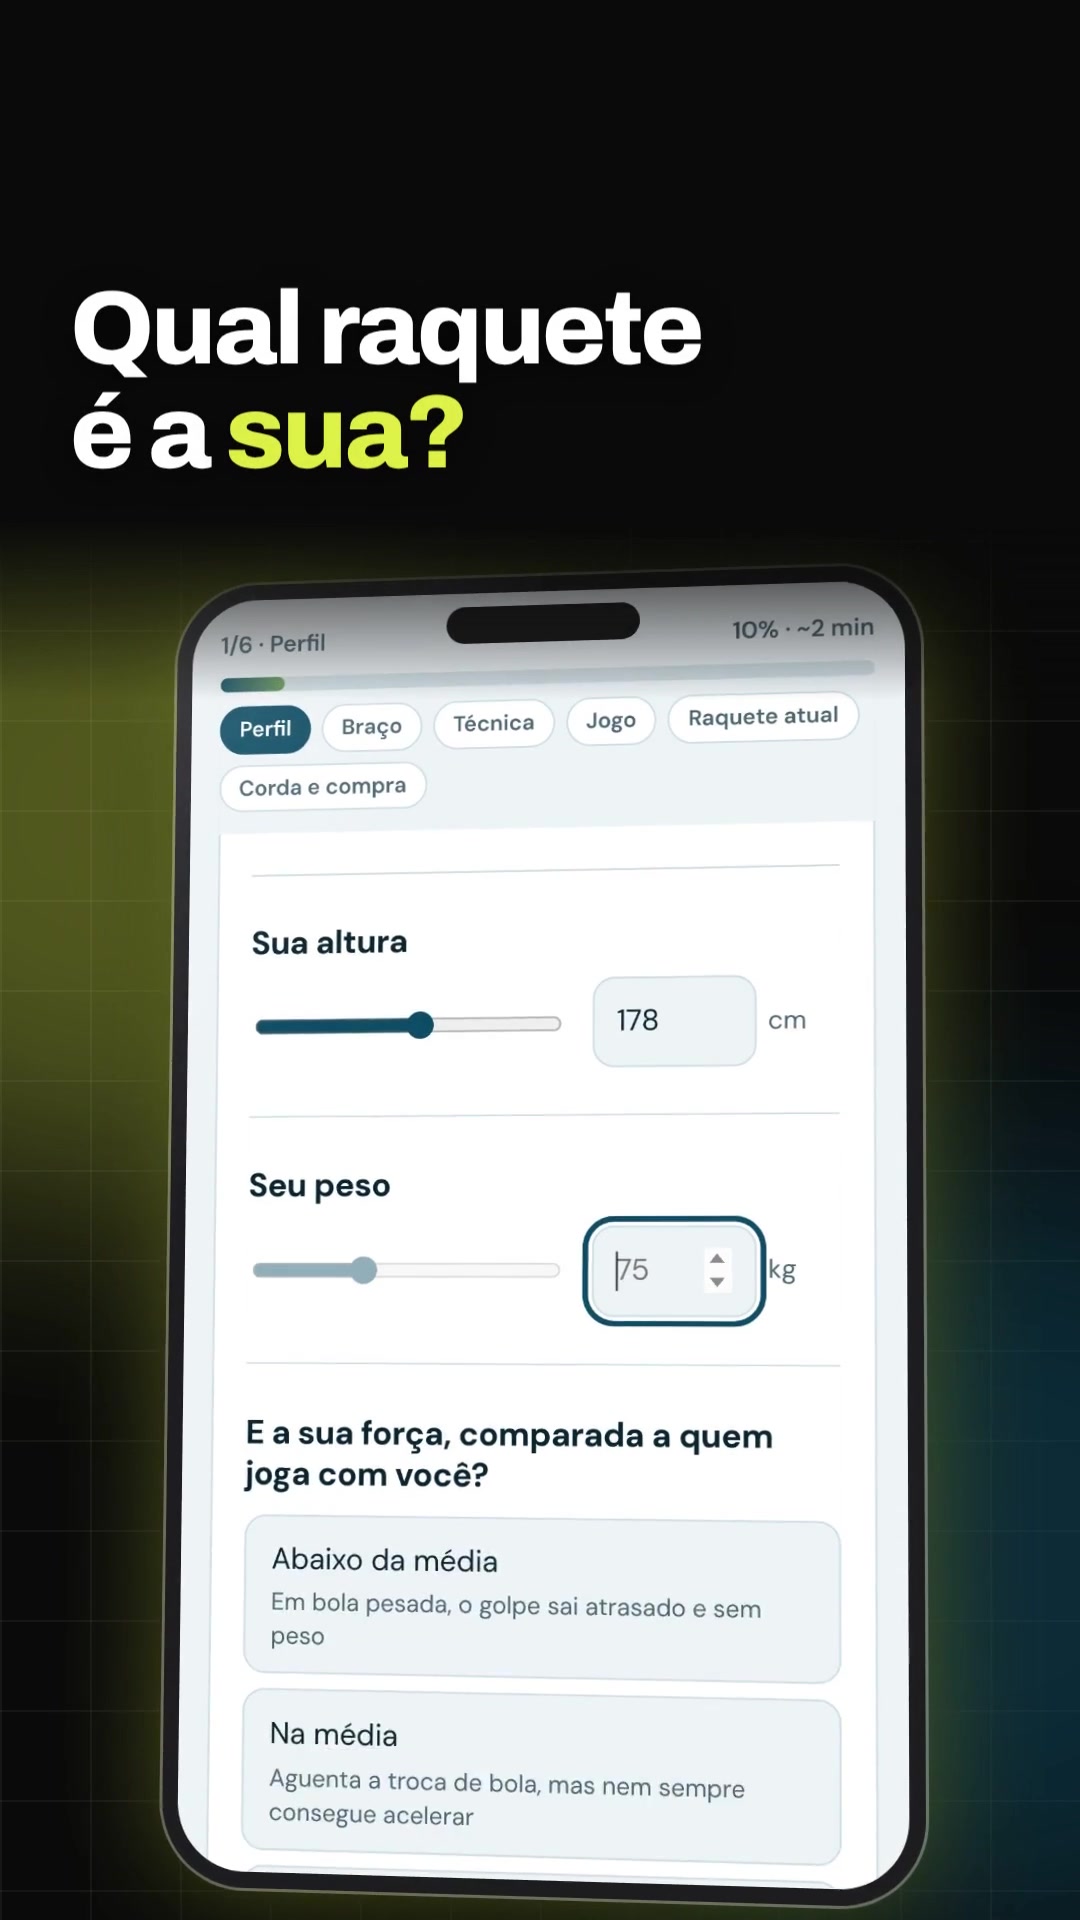 Qual raquete
é a sua?
1/6 · Perfil
10% · ~2 min
Perfil
Braço
Técnica
Jogo
Raquete atual
Corda e compra
Sua altura
178
cm
Seu peso
75
kg
E a sua força, comparada a quem
joga com você?
Abaixo da média
Em bola pesada, o golpe sai atrasado e sem
peso
Na média
Aguenta a troca de bola, mas nem sempre
consegue acelerar